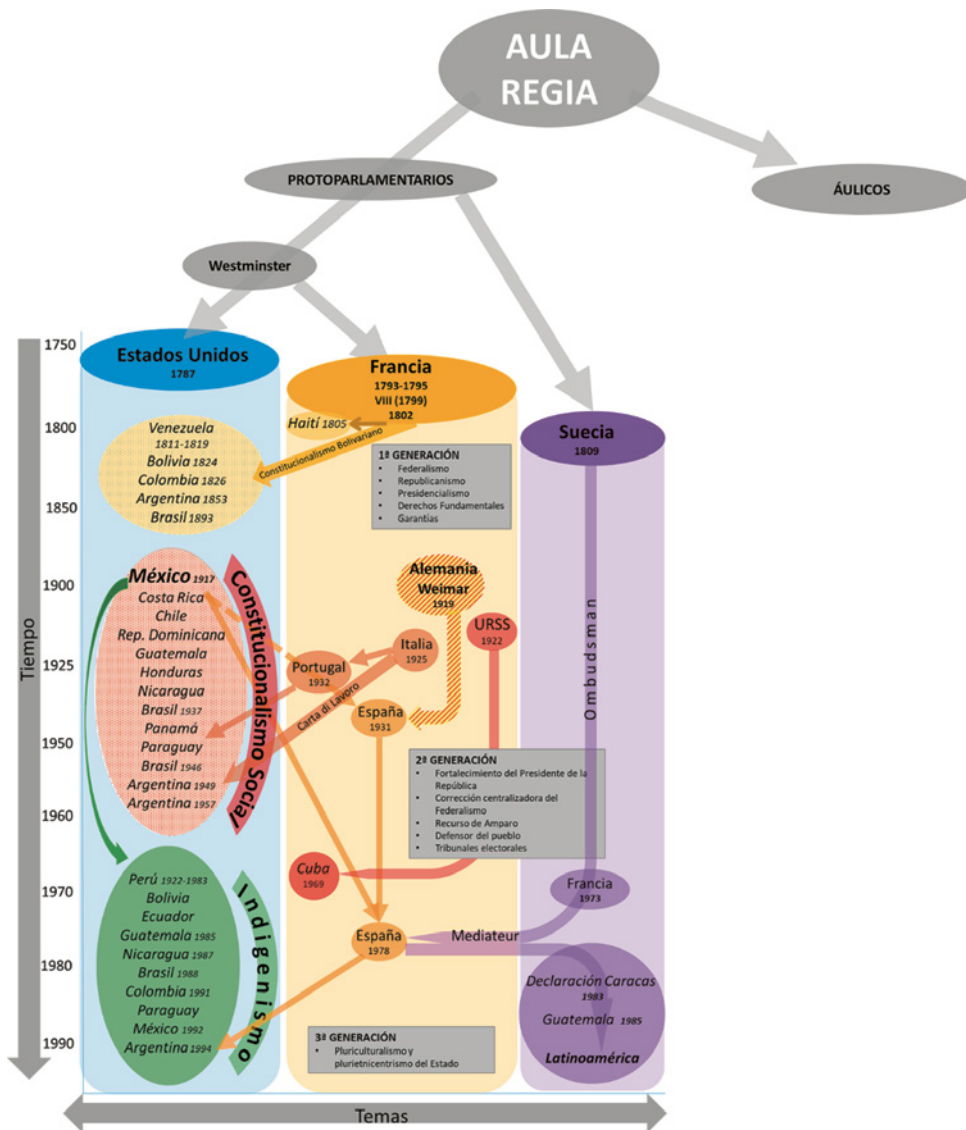 AULA
REGIA
PROTOPARLAMENTARIOS
ÁULICOS
Westminster
Tiempo
1750
1800
1850
1900
1925
1950
1960
1970
1980
1990
Estados Unidos
1787
Venezuela
1811-1819
Bolivia 1824
Colombia 1826
Argentina 1853
Brasil 1893
México 1917
Costa Rica
Chile
Rep. Dominicana
Guatemala
Honduras
Nicaragua
Brasil 1937
Panamá
Paraguay
Brasil 1946
Argentina 1949
Argentina 1957
Constitucionalismo Social
Perú 1922-1983
Bolivia
Ecuador
Guatemala 1985
Nicaragua 1987
Brasil 1988
Colombia 1991
Paraguay
México 1992
Argentina 1994
Indigenismo
Francia
1793-1795
VIII (1799)
1802
Haití 1805
Constitucionalismo Bolivariano
1ª GENERACIÓN
• Federalismo
• Republicanismo
• Presidencialismo
• Derechos Fundamentales
• Garantías
Alemania
Weimar
1919
URSS
1922
Italia
1925
Portugal
1932
Carta di Lavoro
España
1931
2ª GENERACIÓN
• Fortalecimiento del Presidente de la
República
• Corrección centralizadora del
Federalismo
• Recurso de Amparo
• Defensor del pueblo
• Tribunales electorales
Cuba
1969
España
1978
Mediateur
3ª GENERACIÓN
• Pluriculturalismo y
plurietnicentrismo del Estado
Suecia
1809
Ombudsman
Francia
1973
Declaración Caracas
1983
Guatemala 1985
Latinoamérica
Temas